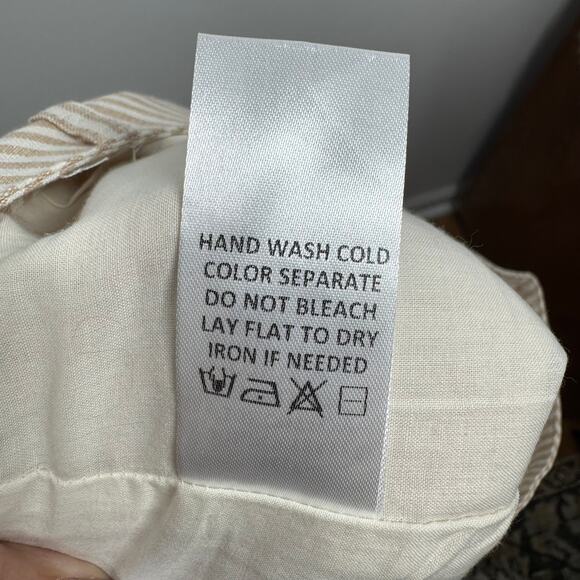 HAND WASH COLD
COLOR SEPARATE
DO NOT BLEACH
LAY FLAT TO DRY
IRON IF NEEDED